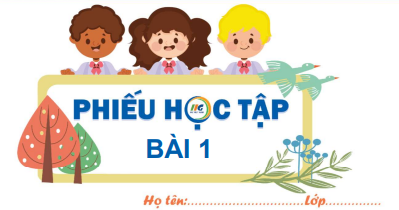 PHIẾU HỌC TẬP
BÀI 1
Họ tên:................................Lớp...............